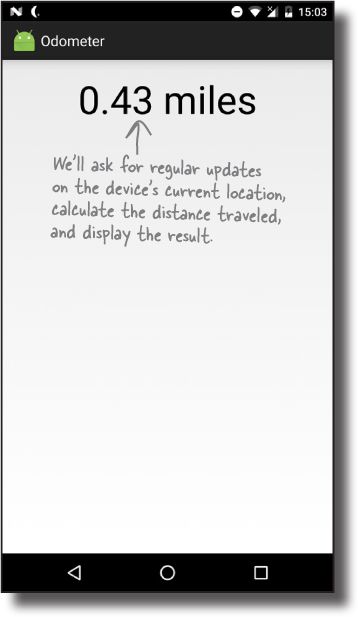 15:03
Odometer
0.43 miles
We'll ask for regular updates
on the device's current location,
calculate the distance traveled,
and display the result.